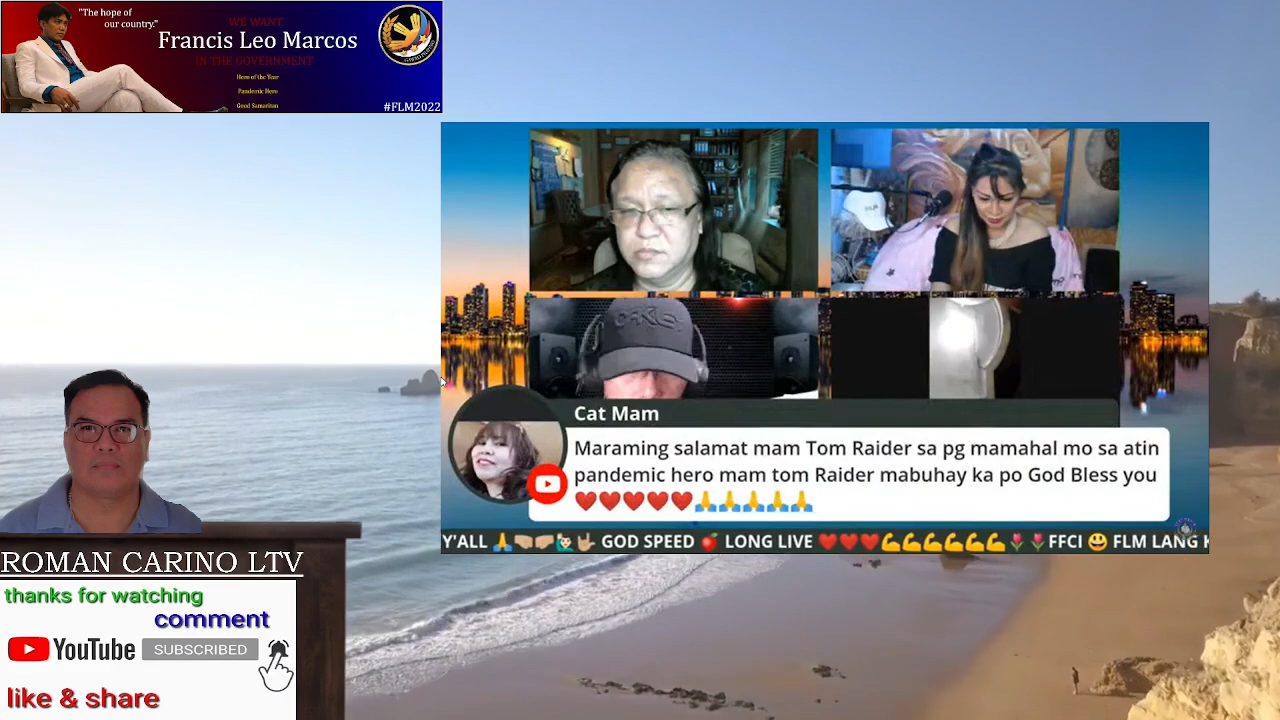 "The hope of
our country."
WE WANT
Francis Leo Marcos
IN THE GOVERNMENT
Hero of the Year
Pandemic Hero
Good Samaritan
#FLM2022
Cat Mam
Maraming salamat mam Tom Raider sa pg mamahal mo sa atin
pandemic hero mam tom Raider mabuhay ka po God Bless you
❤️❤️❤️❤️❤️🙏🙏🙏🙏🙏
Y'ALL 🙏👊🏼🤜🏼🙋🏻‍♂️🤟🏼 GOD SPEED 🍎 LONG LIVE ❤️❤️❤️💪💪💪💪💪💪🌷🌷FFCI 😃 FLM LANG
ROMAN CARINO LTV
thanks for watching
comment
YouTube SUBSCRIBED
like & share